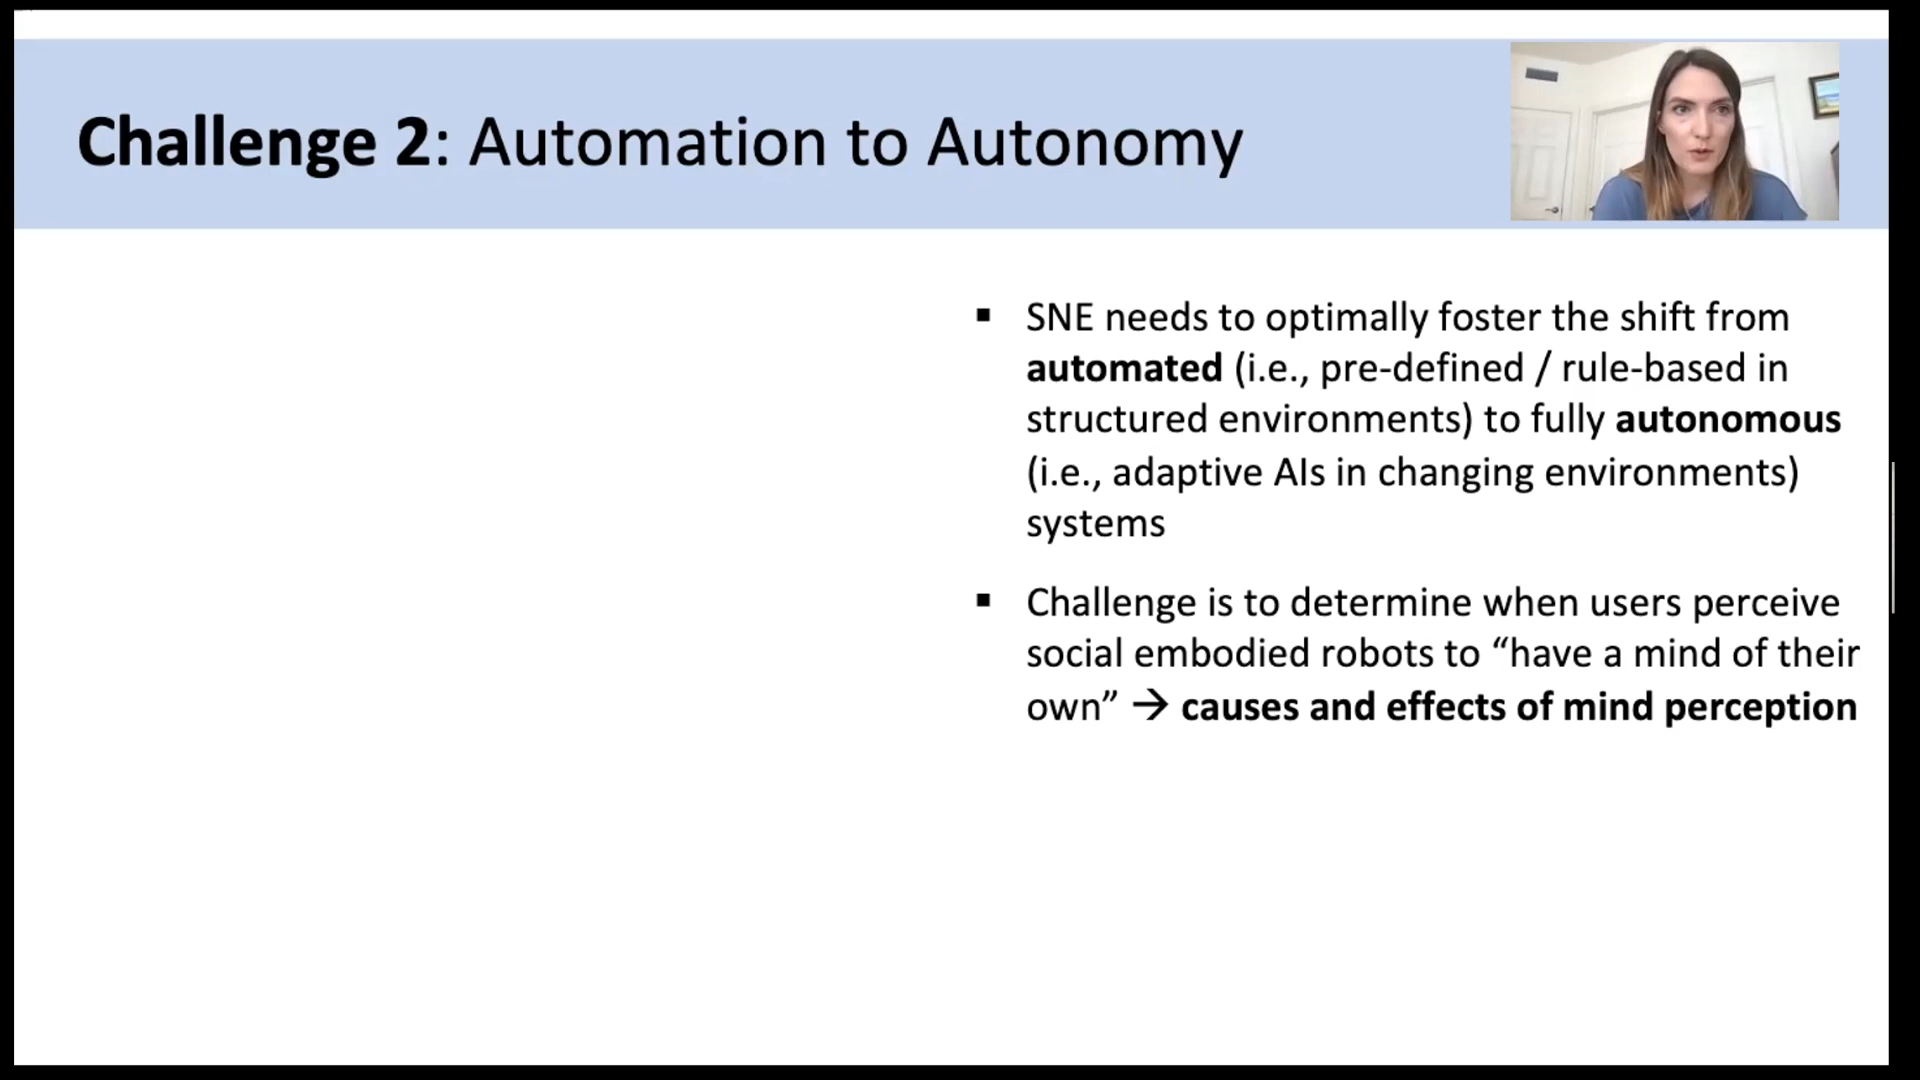 Challenge 2: Automation to Autonomy
▪ SNE needs to optimally foster the shift from
automated (i.e., pre-defined / rule-based in
structured environments) to fully autonomous
(i.e., adaptive AIs in changing environments)
systems
▪ Challenge is to determine when users perceive
social embodied robots to “have a mind of their
own” → causes and effects of mind perception